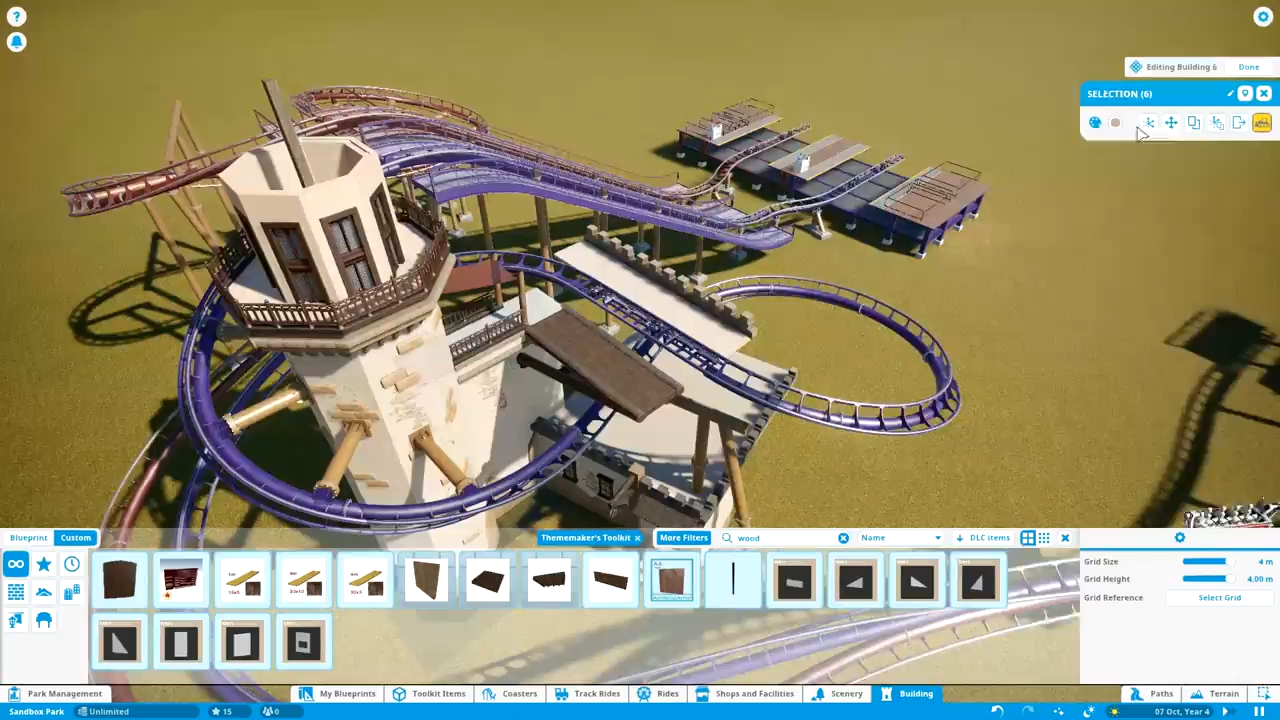 Editing Building 6 Done
SELECTION (6)
Blueprint Custom Thememaker's Toolkit More Filters wood Name DLC items
Grid Size 4 m
Grid Height 4.00 m
Grid Reference Select Grid
Park Management My Blueprints Toolkit Items Coasters Track Rides Rides Shops and Facilities Scenery Building Paths Terrain
Sandbox Park Unlimited 15 0 07 Oct, Year 4